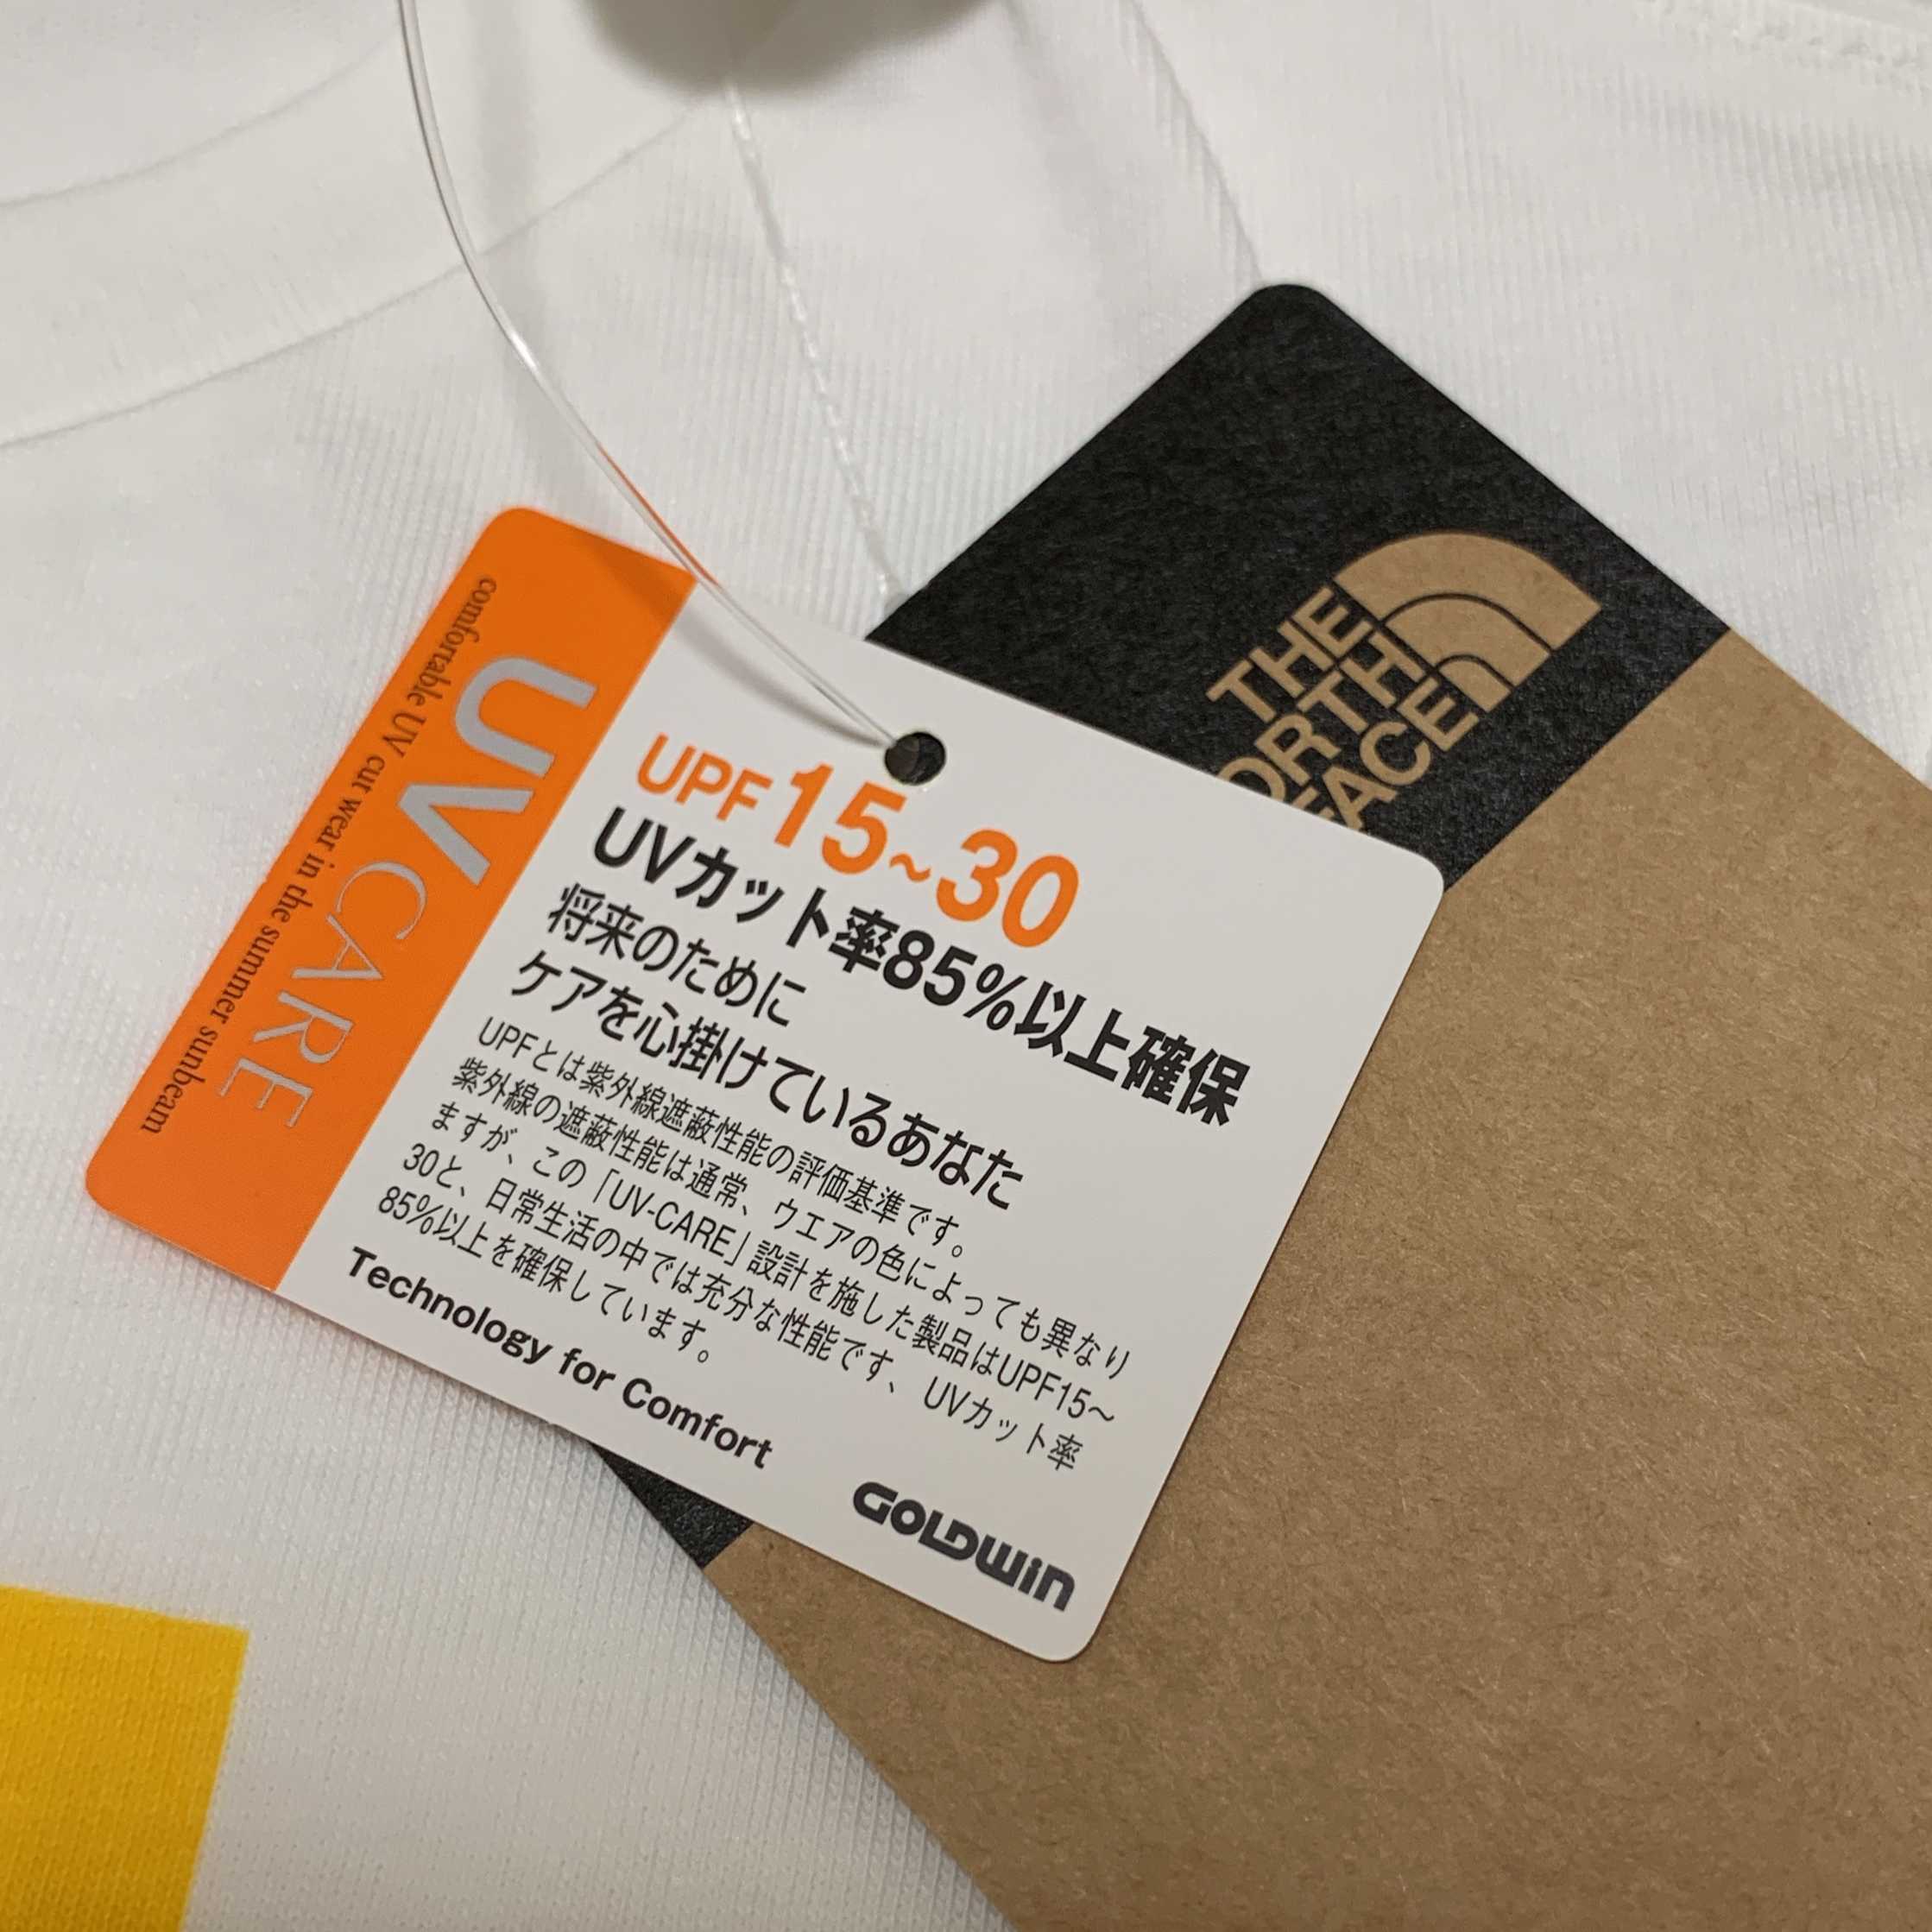 THE
NORTH
FACE
UV CARE
comfortable UV cut wear in the summer sunbeam
UPF15~30
UVカット率85%以上確保
将来のために
ケアを心掛けているあなた
UPFとは紫外線遮蔽性能の評価基準です。
紫外線の遮蔽性能は通常、ウエアの色によっても異なり
ますが、この「UV-CARE」設計を施した製品はUPF15~
30と、日常生活の中では充分な性能です、UVカット率
85%以上を確保しています。
Technology for Comfort
GOLDWIN